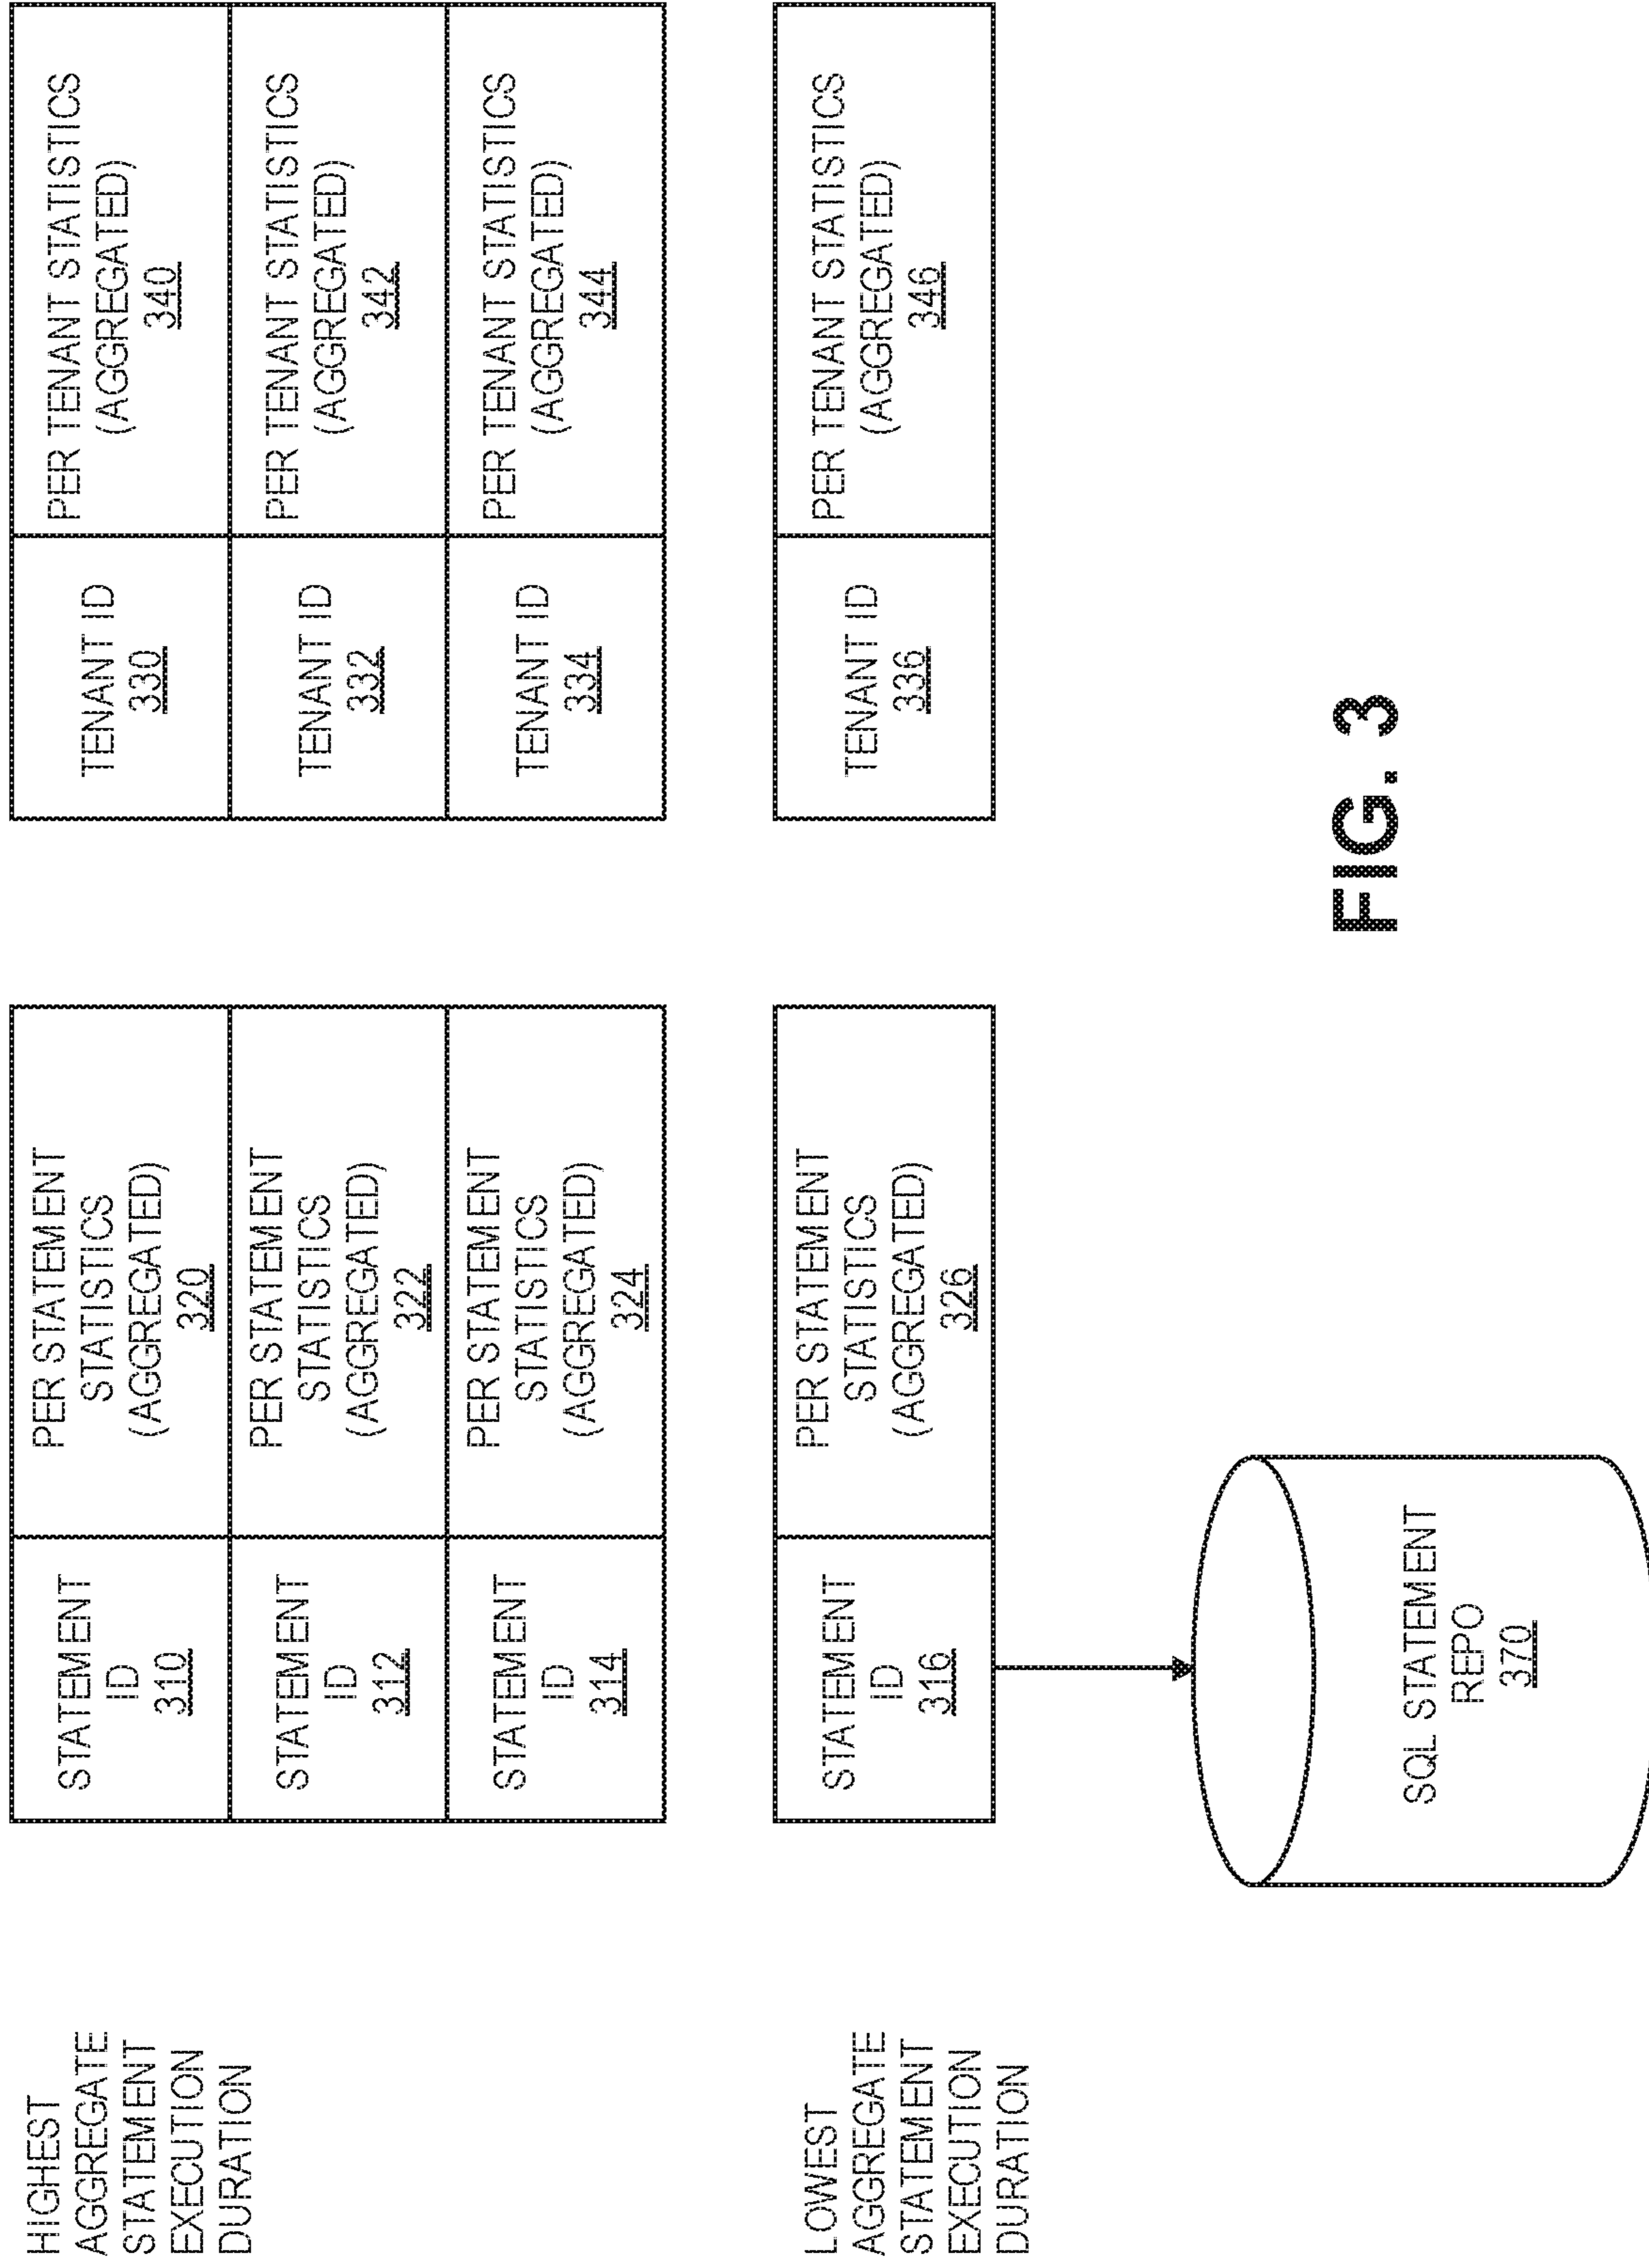 HIGHEST
AGGREGATE
STATEMENT
EXECUTION
DURATION
STATEMENT
ID
310
PER STATEMENT
STATISTICS
(AGGREGATED)
320
STATEMENT
ID
312
PER STATEMENT
STATISTICS
(AGGREGATED)
322
STATEMENT
ID
314
PER STATEMENT
STATISTICS
(AGGREGATED)
324
LOWEST
AGGREGATE
STATEMENT
EXECUTION
DURATION
STATEMENT
ID
316
PER STATEMENT
STATISTICS
(AGGREGATED)
326
SQL STATEMENT
REPO
370
TENANT ID
330
PER TENANT STATISTICS
(AGGREGATED)
340
TENANT ID
332
PER TENANT STATISTICS
(AGGREGATED)
342
TENANT ID
334
PER TENANT STATISTICS
(AGGREGATED)
344
TENANT ID
336
PER TENANT STATISTICS
(AGGREGATED)
346
FIG. 3